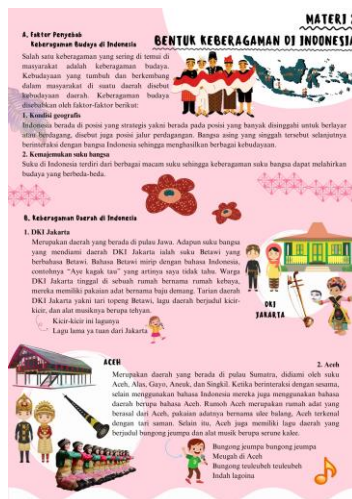 MATERI
BENTUK KEBERAGAMAN DI INDONESIA
A. Faktor Penyebab
Keberagaman Budaya di Indonesia
Salah satu keberagaman yang sering di temui di
masyarakat adalah keberagaman budaya.
Kebudayaan yang tumbuh dan berkembang
dalam masyarakat di suatu daerah disebut
kebudayaan daerah. Keberagaman budaya
disebabkan oleh faktor-faktor berikut:
1. Kondisi geografis
Indonesia berada di posisi yang strategis yakni berada pada posisi yang banyak disinggahi untuk berlayar
atau berdagang, disebut juga posisi jalur perdagangan. Bangsa asing yang singgah tersebut selanjutnya
berinteraksi dengan bangsa Indonesia sehingga menghasilkan berbagai kebudayaan.
2. Kemajemukan suku bangsa
Suku di Indonesia terdiri dari berbagai macam suku sehingga keberagaman suku bangsa dapat melahirkan
budaya yang berbeda-beda.
B. Keberagaman Daerah di Indonesia
1. DKI Jakarta
Merupakan daerah yang berada di pulau Jawa. Adapun suku bangsa
yang mendiami daerah DKI Jakarta ialah suku Betawi yang
berbahasa Betawi. Bahasa Betawi mirip dengan bahasa Indonesia,
contohnya "Aye kagak tau" yang artinya saya tidak tahu. Warga
DKI Jakarta tinggal di sebuah rumah bernama rumah kebaya,
mereka memiliki pakaian adat bernama baju demang. Tarian daerah
DKI Jakarta yakni tari topeng Betawi, lagu daerah berjudul kicir-
kicir, dan alat musiknya berupa tehyan.
Kicir-kicir ini lagunya
Lagu lama ya tuan dari Jakarta
DKI
JAKARTA
ACEH
2. Aceh
Merupakan daerah yang berada di pulau Sumatra, didiami oleh suku
Aceh, Alas, Gayo, Aneuk, dan Singkil. Ketika berinteraksi dengan sesama,
selain menggunakan bahasa Indonesia mereka juga menggunakan bahasa
daerah berupa bahasa Aceh. Rumoh Aceh merupakan rumah adat yang
berasal dari Aceh, pakaian adatnya bernama ulee balang, Aceh terkenal
dengan tari saman. Selain itu, Aceh juga memiliki lagu daerah yang
berjudul bungong jeumpa dan alat musik berupa serune kalee.
Bungong jeumpa bungong jeumpa
Meugah di Aceh
Bungong teuleubeh teuleubeh
Indah lagoina